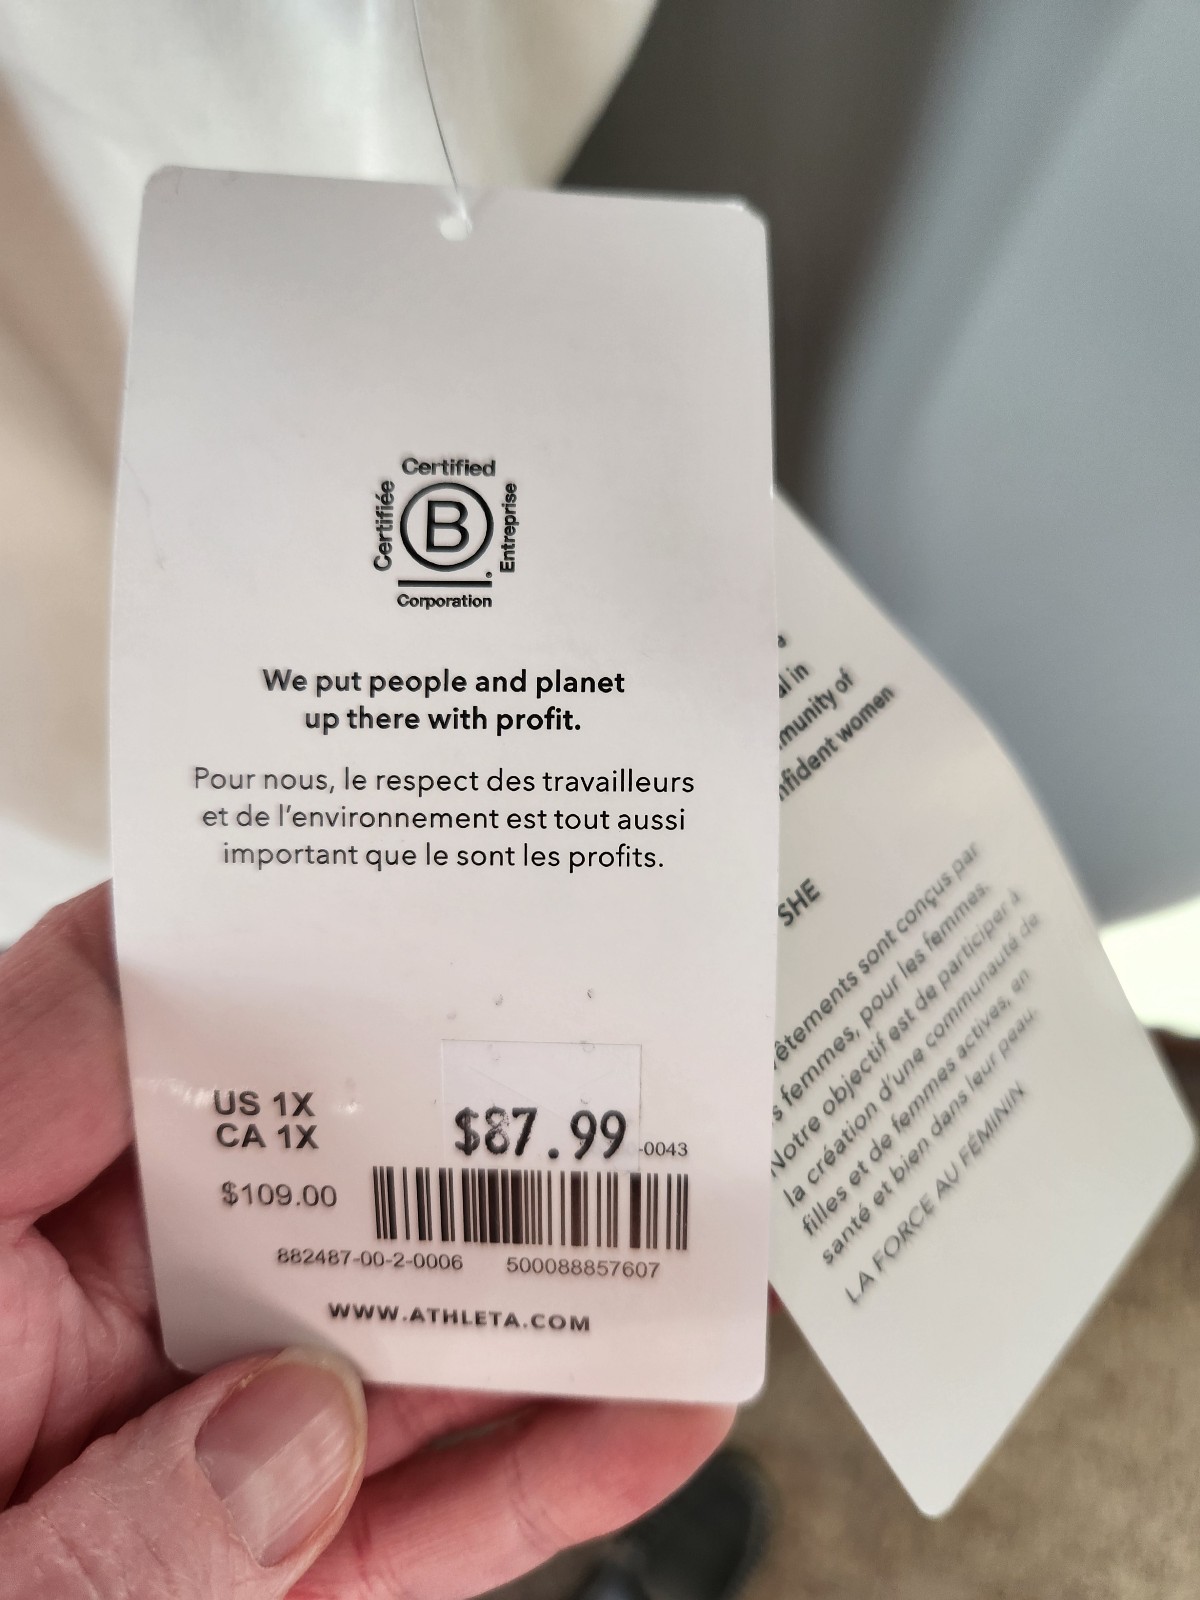 Certified
Certifiée
B
Entreprise
Corporation
We put people and planet
up there with profit.
Pour nous, le respect des travailleurs
et de l'environnement est tout aussi
important que le sont les profits.
US 1X
CA 1X
$87.99
-0043
$109.00
882487-00-2-0006 500088857607
WWW.ATHLETA.COM
in
of
women
SHE
sont conçus par
femmes, pour les femmes.
Notre objectif est de participer à
la création d'une communauté de
filles et de femmes actives, en
santé et bien dans leur peau.
LA FORCE AU FÉMININ